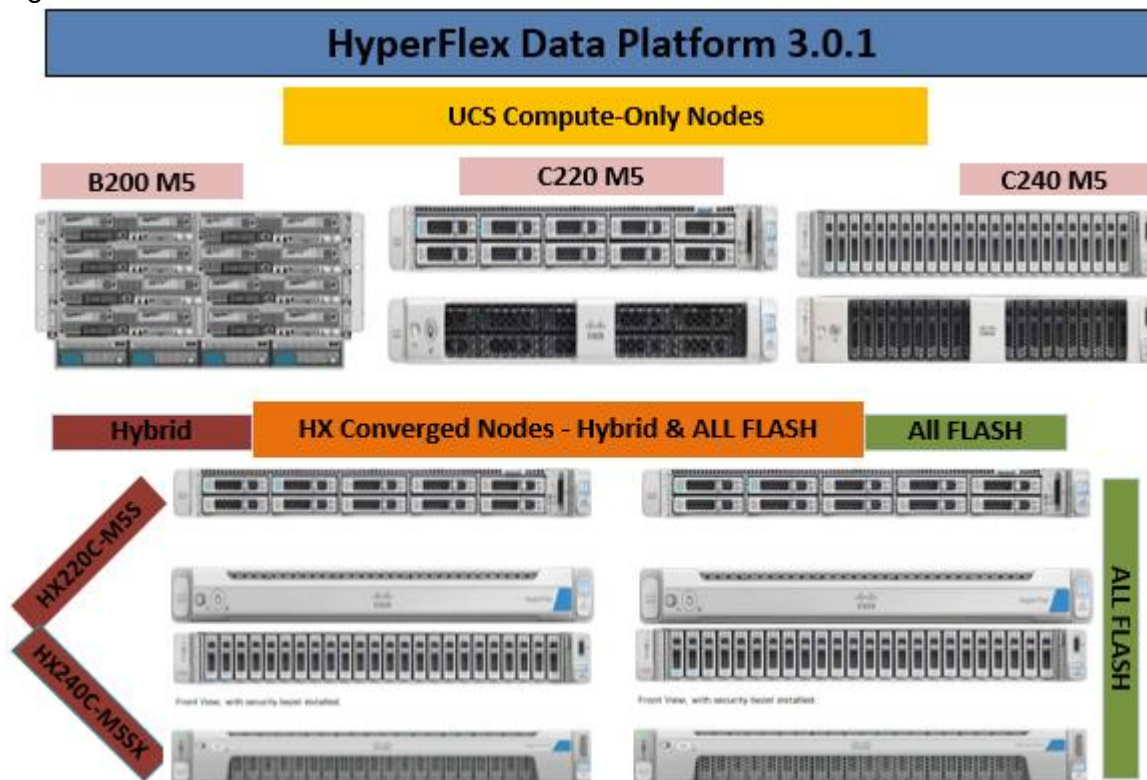 HyperFlex Data Platform 3.0.1
UCS Compute-Only Nodes
B200 M5
C220 M5
C240 M5
Hybrid
HX Converged Nodes - Hybrid & ALL FLASH
All FLASH
HX220C-M5S
HX240C-M5SX
ALL FLASH
Front View, with security bezel installed.
Front View, with security bezel installed.